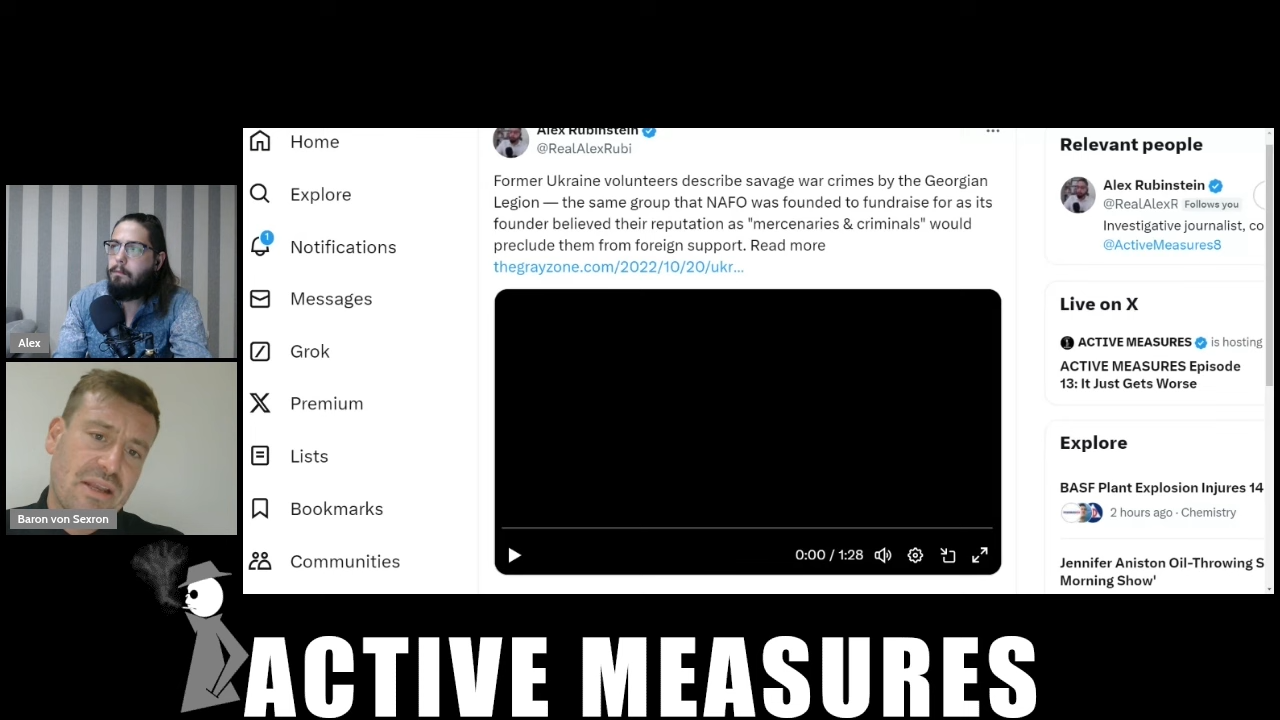 Alex
Baron von Sexron
Home
Explore
Notifications
1
Messages
Grok
Premium
Lists
Bookmarks
Communities
Alex Rubinstein
@RealAlexRubi
Former Ukraine volunteers describe savage war crimes by the Georgian
Legion — the same group that NAFO was founded to fundraise for as its
founder believed their reputation as "mercenaries & criminals" would
preclude them from foreign support. Read more
thegrayzone.com/2022/10/20/ukr...
0:00 / 1:28
Relevant people
Alex Rubinstein
@RealAlexR Follows you
Investigative journalist, co
@ActiveMeasures8
Live on X
ACTIVE MEASURES is hosting
ACTIVE MEASURES Episode
13: It Just Gets Worse
Explore
BASF Plant Explosion Injures 14
2 hours ago · Chemistry
Jennifer Aniston Oil-Throwing S
Morning Show'
ACTIVE MEASURES